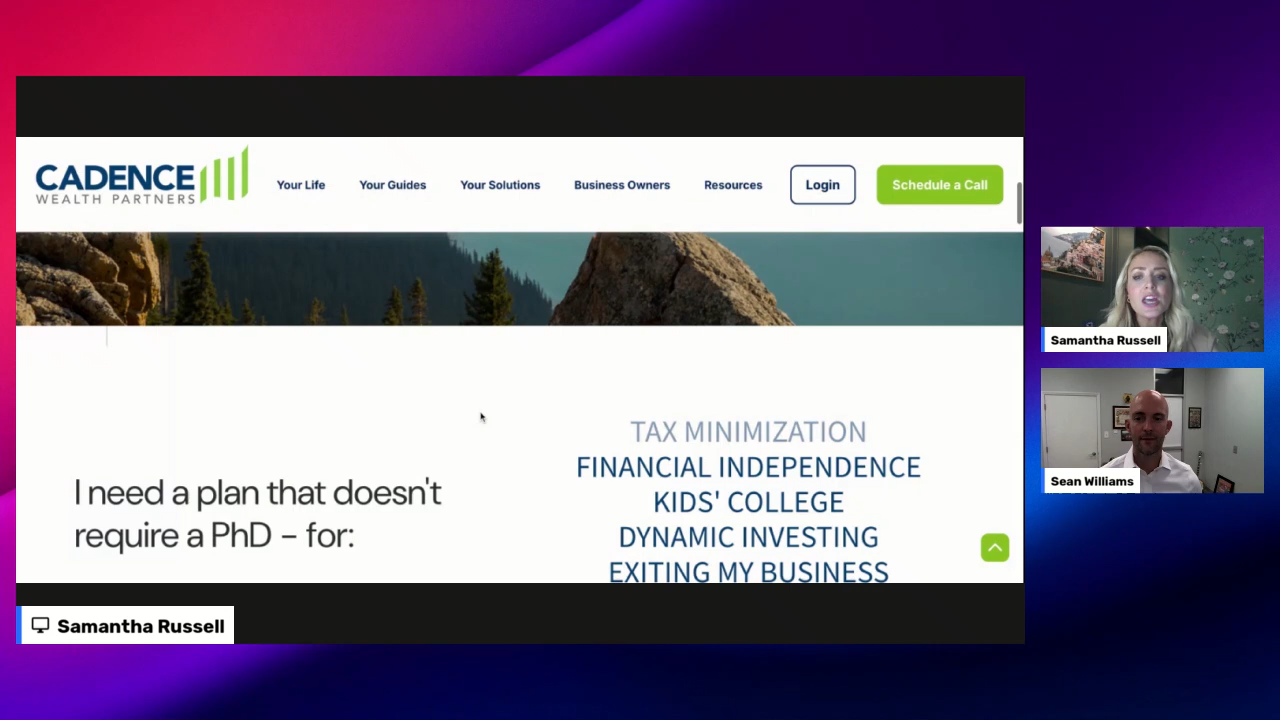 CADENCE
WEALTH PARTNERS
Your Life
Your Guides
Your Solutions
Business Owners
Resources
Login
Schedule a Call
I need a plan that doesn't
require a PhD – for:
TAX MINIMIZATION
FINANCIAL INDEPENDENCE
KIDS' COLLEGE
DYNAMIC INVESTING
EXITING MY BUSINESS
Samantha Russell
Sean Williams
Samantha Russell